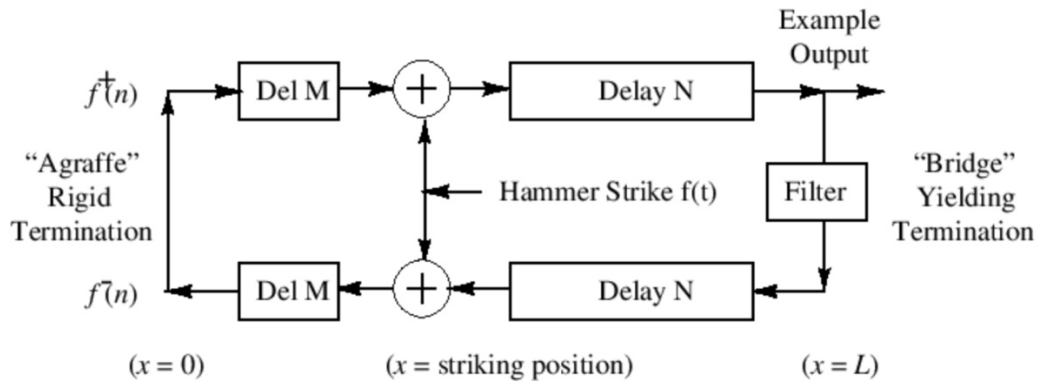 Example
Output
f+(n)
Del M
+
Delay N
“Agraffe”
Rigid
Termination
Hammer Strike f(t)
Filter
“Bridge”
Yielding
Termination
f-(n)
Del M
+
Delay N
(x = 0)
(x = striking position)
(x = L)